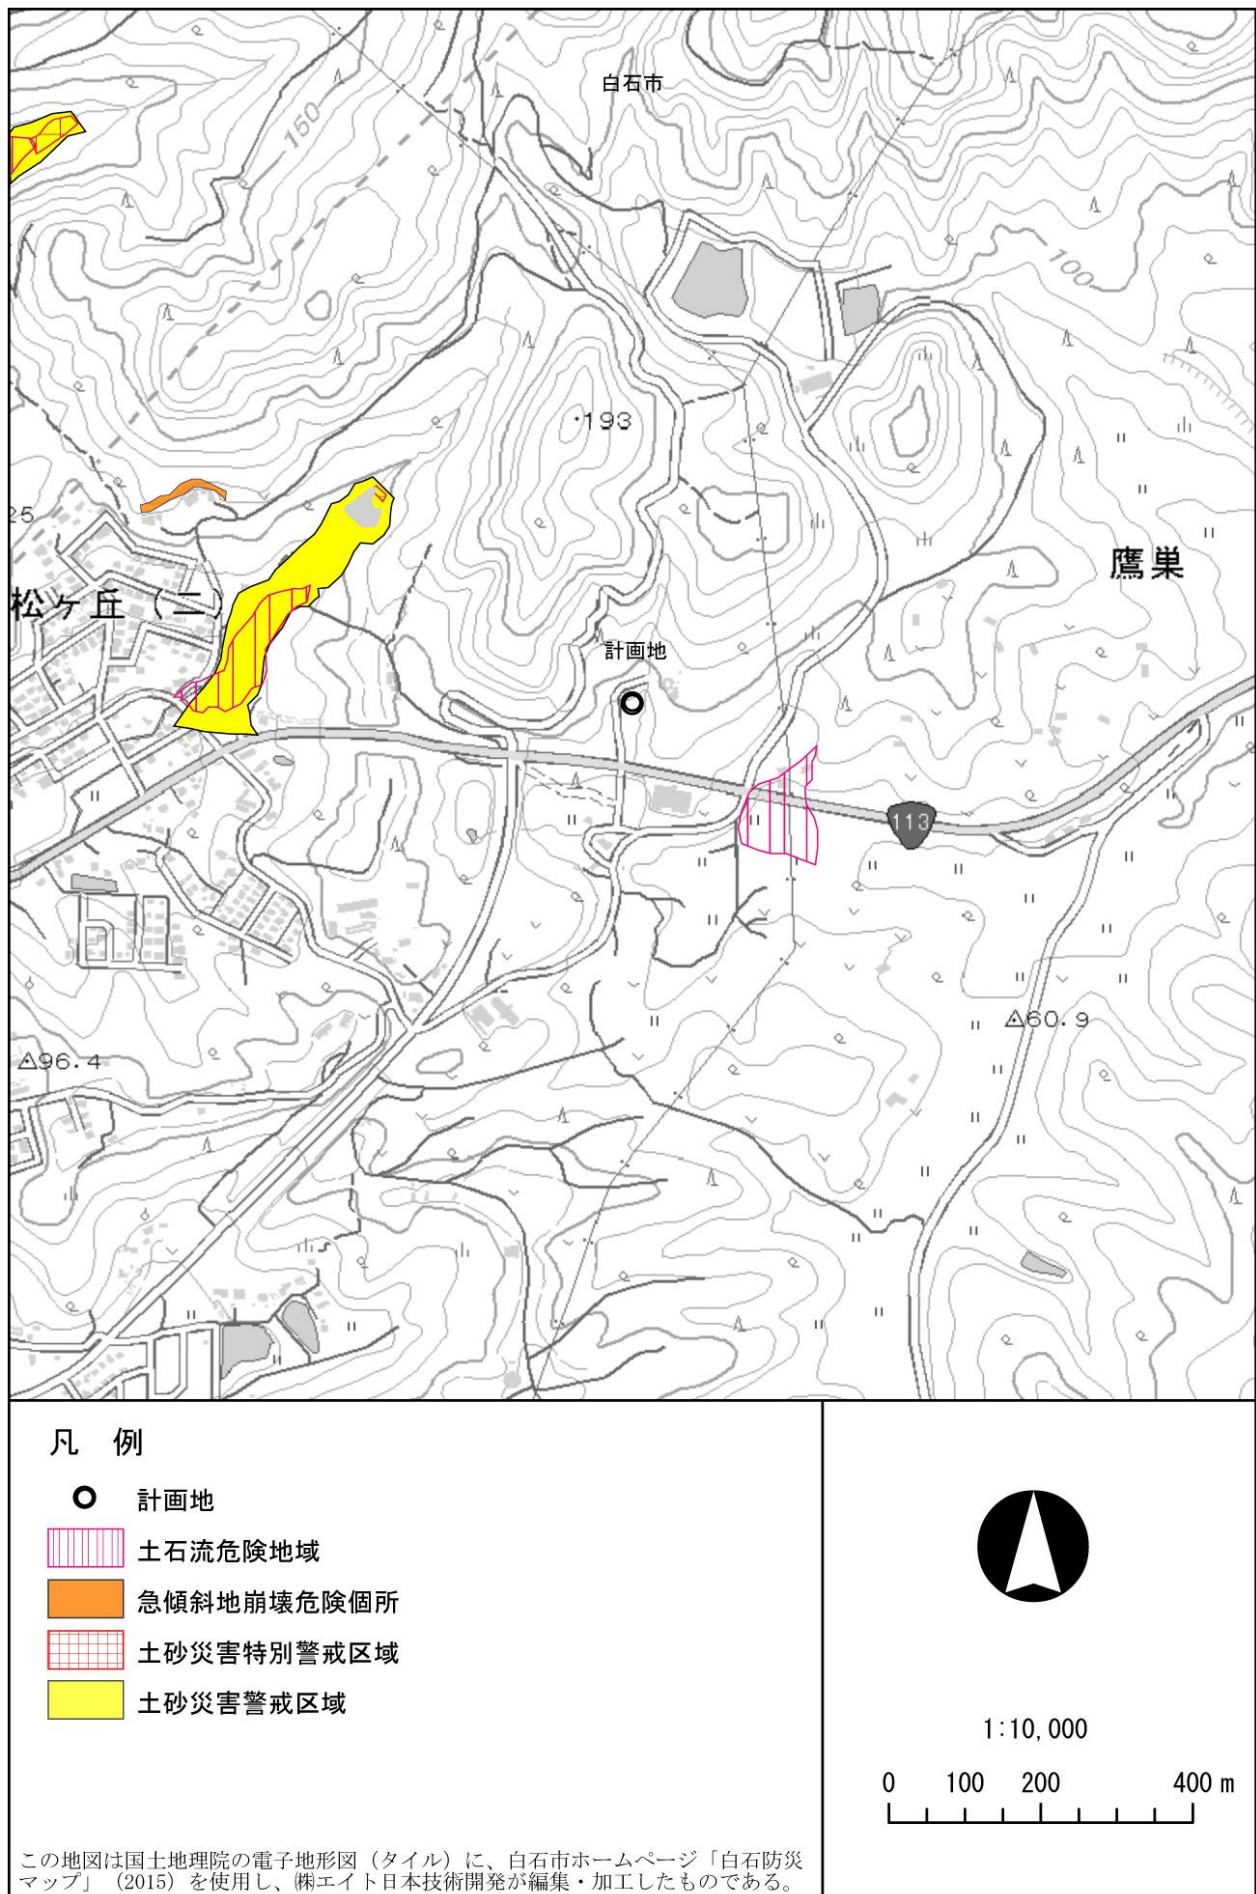 白石市
150
100
・193
25
鷹巣
松ヶ丘（二）
計画地
113
60.9
96.4
凡　例
計画地
土石流危険地域
急傾斜地崩壊危険個所
土砂災害特別警戒区域
土砂災害警戒区域
1:10,000
0 100 200 400 m
この地図は国土地理院の電子地形図（タイル）に、白石市ホームページ「白石防災
マップ」（2015）を使用し、㈱エイト日本技術開発が編集・加工したものである。